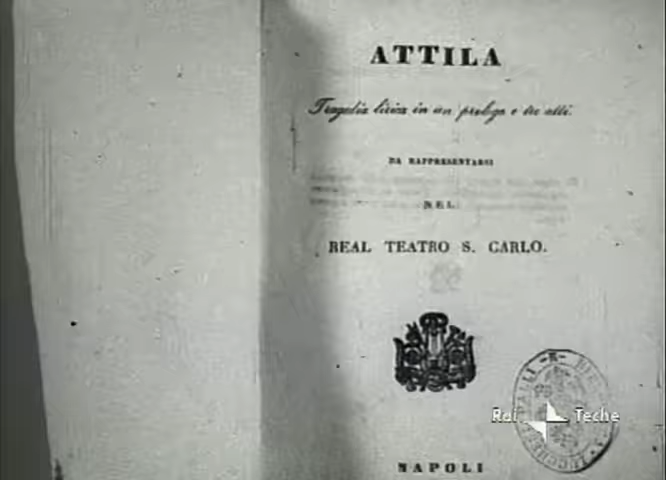 ATTILA
Tragedia lirica in un prologo e tre atti.
DA RAPPRESENTARSI
NEL
REAL TEATRO S. CARLO.
NAPOLI
Rai Teche